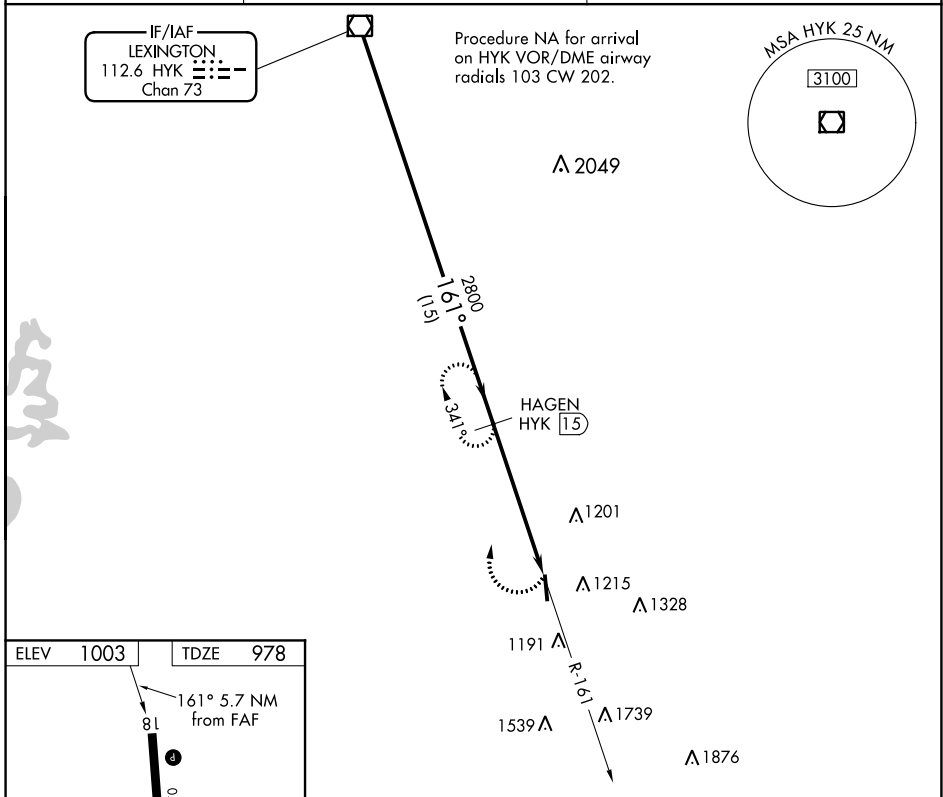 IF/IAF
LEXINGTON
112.6 HYK
Chan 73
Procedure NA for arrival
on HYK VOR/DME airway
radials 103 CW 202.
MSA HYK 25 NM
3100
2049
2800
161°
(15)
341°
HAGEN
HYK 15
1201
1215
1328
1191
R-161
1539
1739
1876
ELEV 1003
TDZE 978
161° 5.7 NM
from FAF
18
P
0